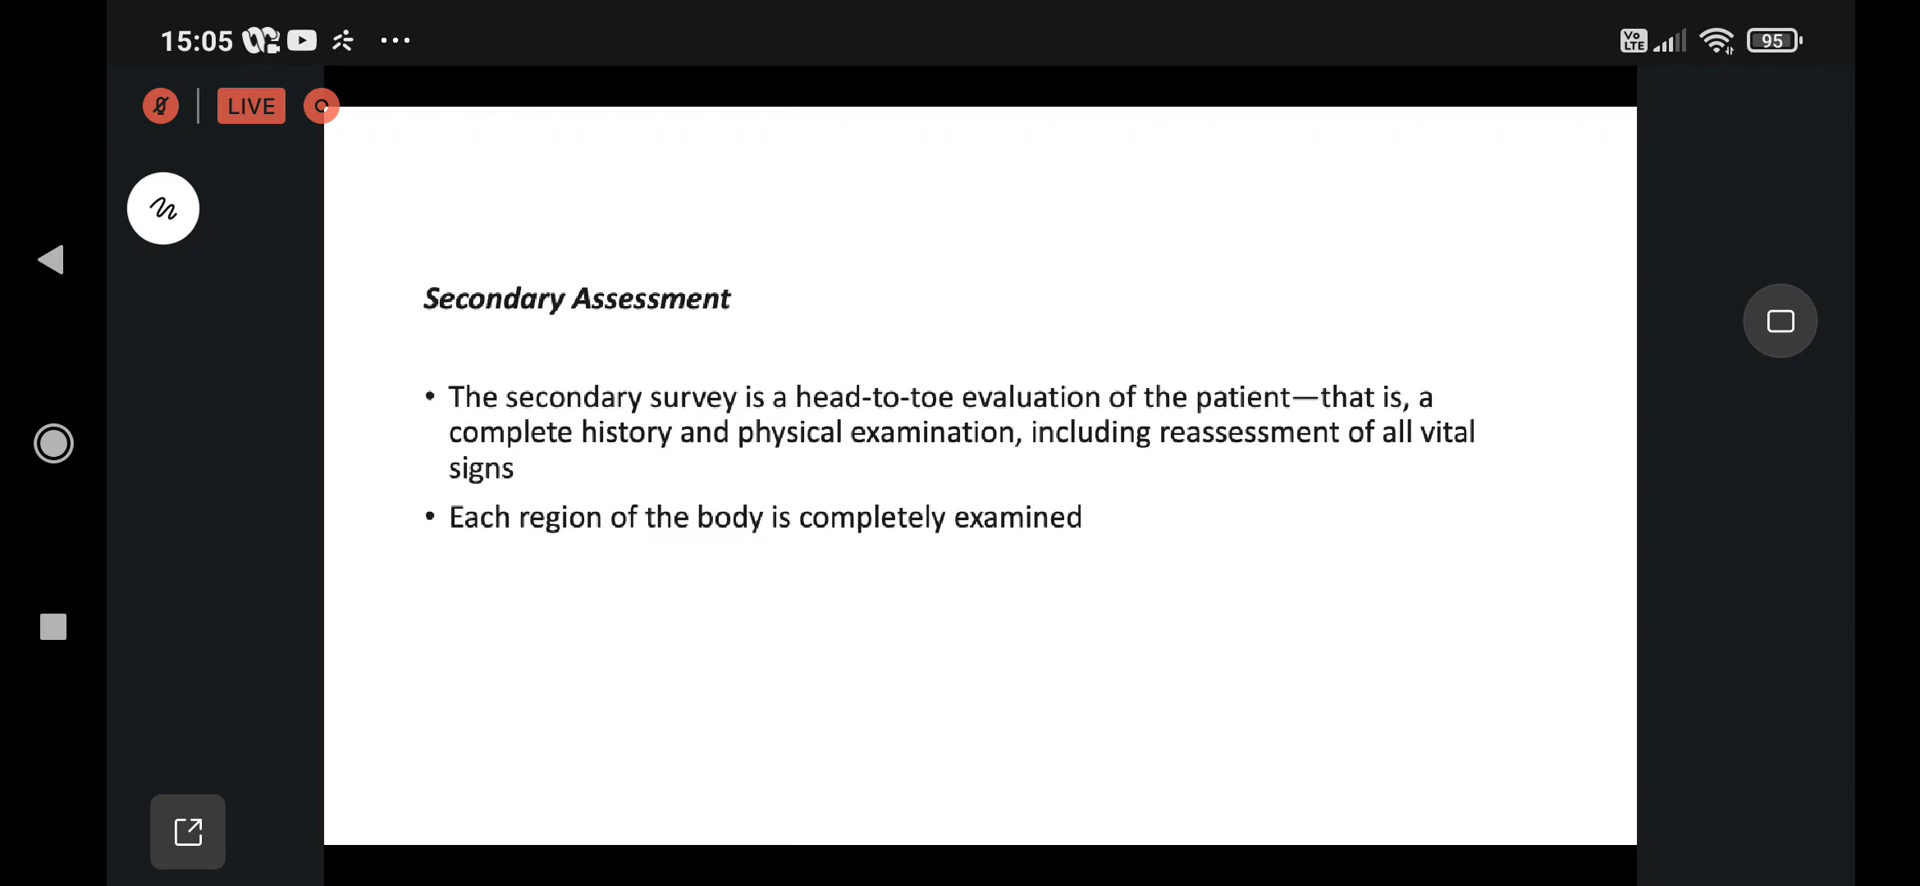 15:05
Vo LTE
95
LIVE
Secondary Assessment
• The secondary survey is a head-to-toe evaluation of the patient—that is, a
complete history and physical examination, including reassessment of all vital
signs
• Each region of the body is completely examined